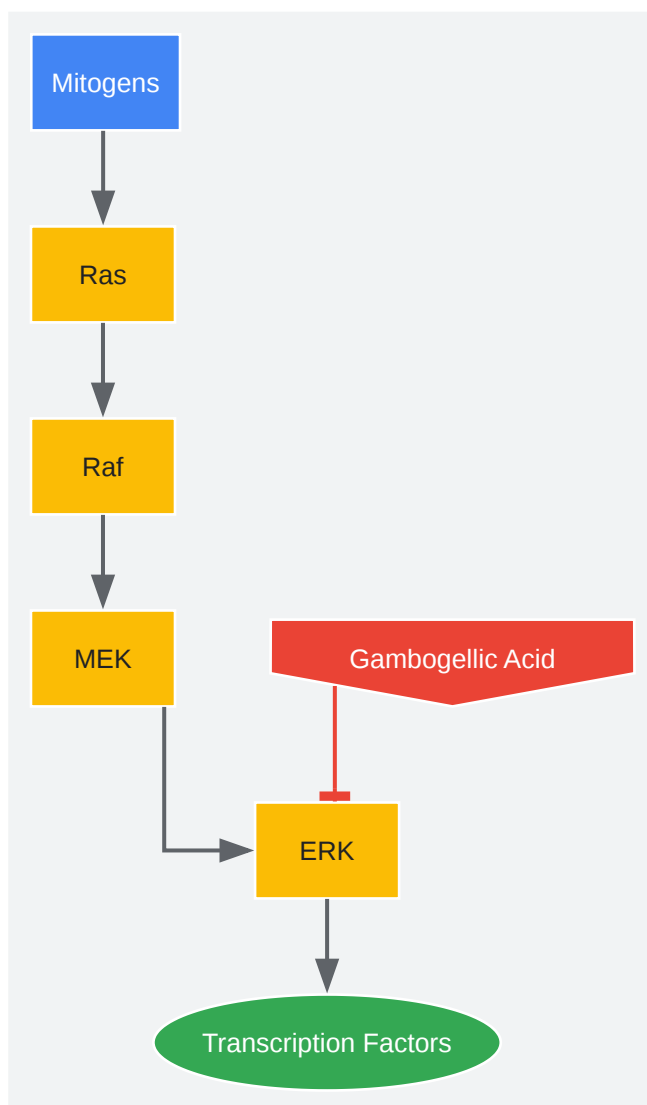 Mitogens
Ras
Raf
MEK
Gambogellic Acid
ERK
Transcription Factors